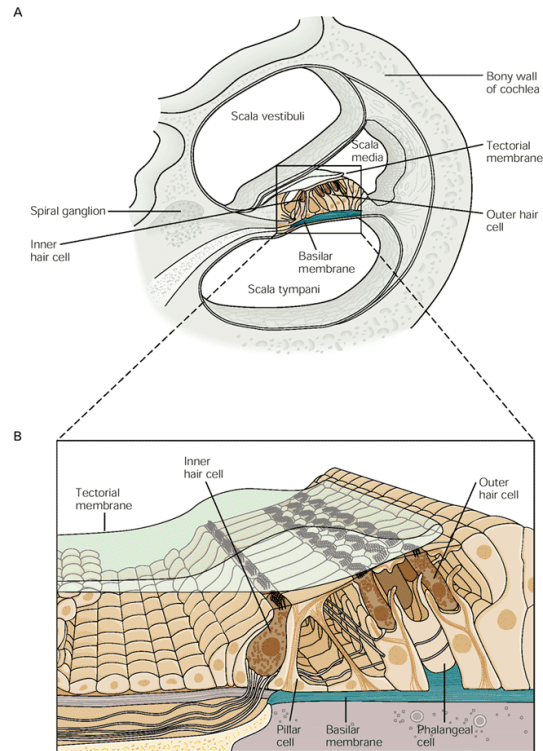 A
Bony wall
of cochlea
Scala vestibuli
Scala
media
Tectorial
membrane
Spiral ganglion
Outer hair
cell
Inner
hair cell
Basilar
membrane
Scala tympani
B
Inner
hair cell
Outer
hair cell
Tectorial
membrane
Pillar
cell
Basilar
membrane
Phalangeal
cell